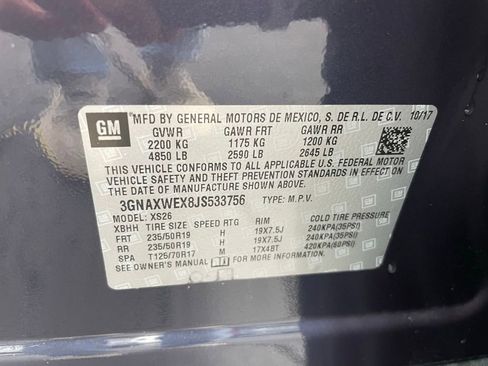 GM
MFD BY GENERAL MOTORS DE MEXICO, S. DE R.L. DE C.V. 10/17
GVWR GAWR FRT GAWR RR
2200 KG 1175 KG 1200 KG
4850 LB 2590 LB 2645 LB
THIS VEHICLE CONFORMS TO ALL APPLICABLE U.S. FEDERAL
MOTOR VEHICLE SAFETY BUMPER, AND THEFT PREVENTION STANDARDS IN EFFECT
ON THE DATE OF MANUFACTURE SHOWN ABOVE.
3GNAXWEX8JS533756 TYPE: M.P.V.
MODEL: XS26
XBHH TIRE SIZE SPEED RTG RIM COLD TIRE PRESSURE
FRT 235/50R19 H 19X7.5J 240KPA(35PSI)
RR 235/50R19 H 19X7.5J 240KPA(35PSI)
SPA T125/70R17 M 17X4BT 420KPA(60PSI)
SEE OWNER'S MANUAL FOR MORE INFORMATION